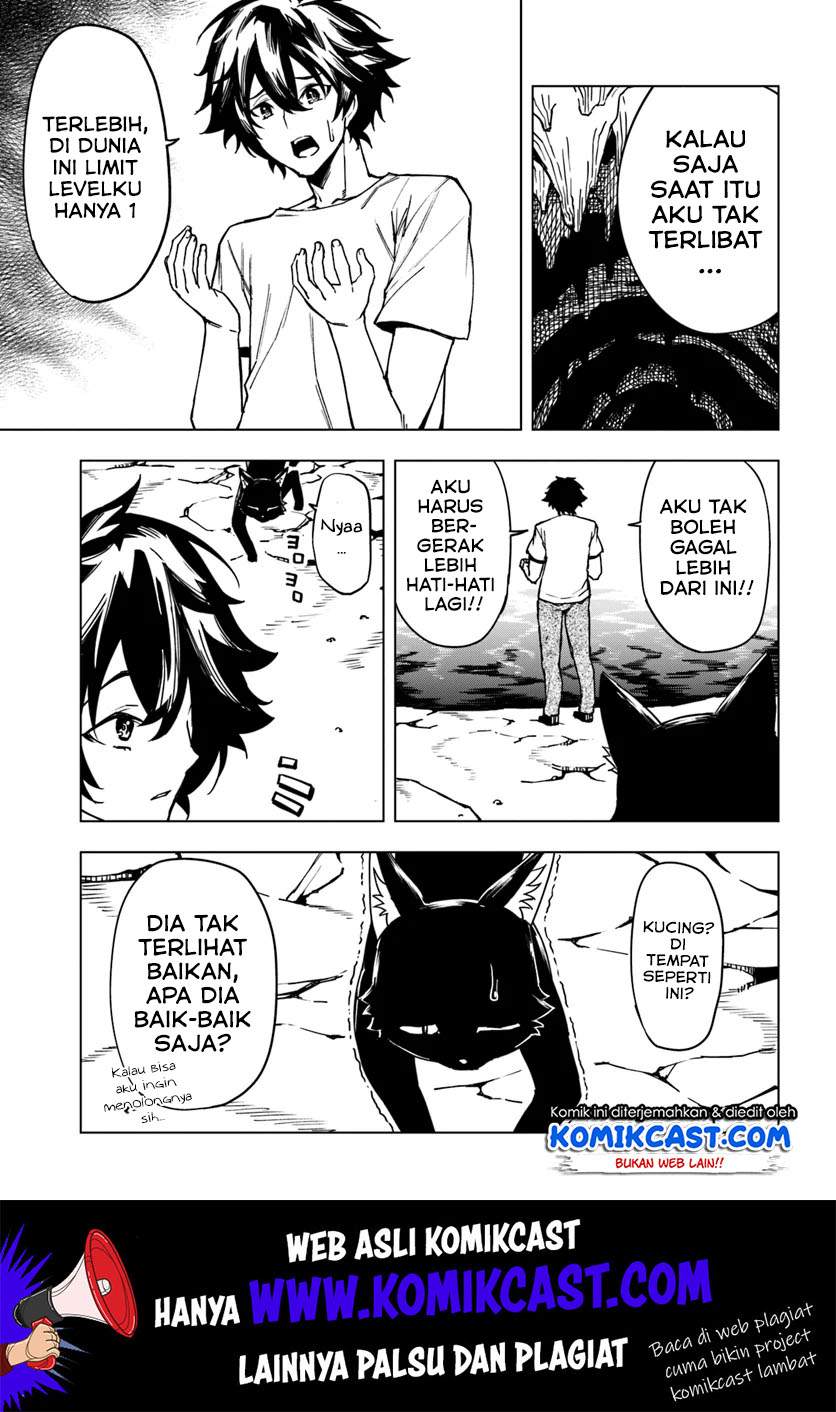 KALAU
SAJA
SAAT ITU
AKU TAK
TERLIBAT
...
TERLEBIH,
DI DUNIA
INI LIMIT
LEVELKU
HANYA 1
AKU TAK
BOLEH
GAGAL
LEBIH
DARI INI!!
AKU
HARUS
BER-
GERAK
LEBIH
HATI-HATI
LAGI!!
Nyaa
...
ヨロ
ヨロ
KUCING?
DI
TEMPAT
SEPERTI
INI?
DIA TAK
TERLIHAT
BAIKAN,
APA DIA
BAIK-BAIK
SAJA?
Kalau bisa
aku ingin
menolongnya
sih...
Komik ini diterjemahkan & diedit oleh
KOMIKCAST.COM
BUKAN WEB LAIN!!
WEB ASLI KOMIKCAST
HANYA WWW.KOMIKCAST.COM
LAINNYA PALSU DAN PLAGIAT
Baca di web plagiat
cuma bikin project
komikcast lambat